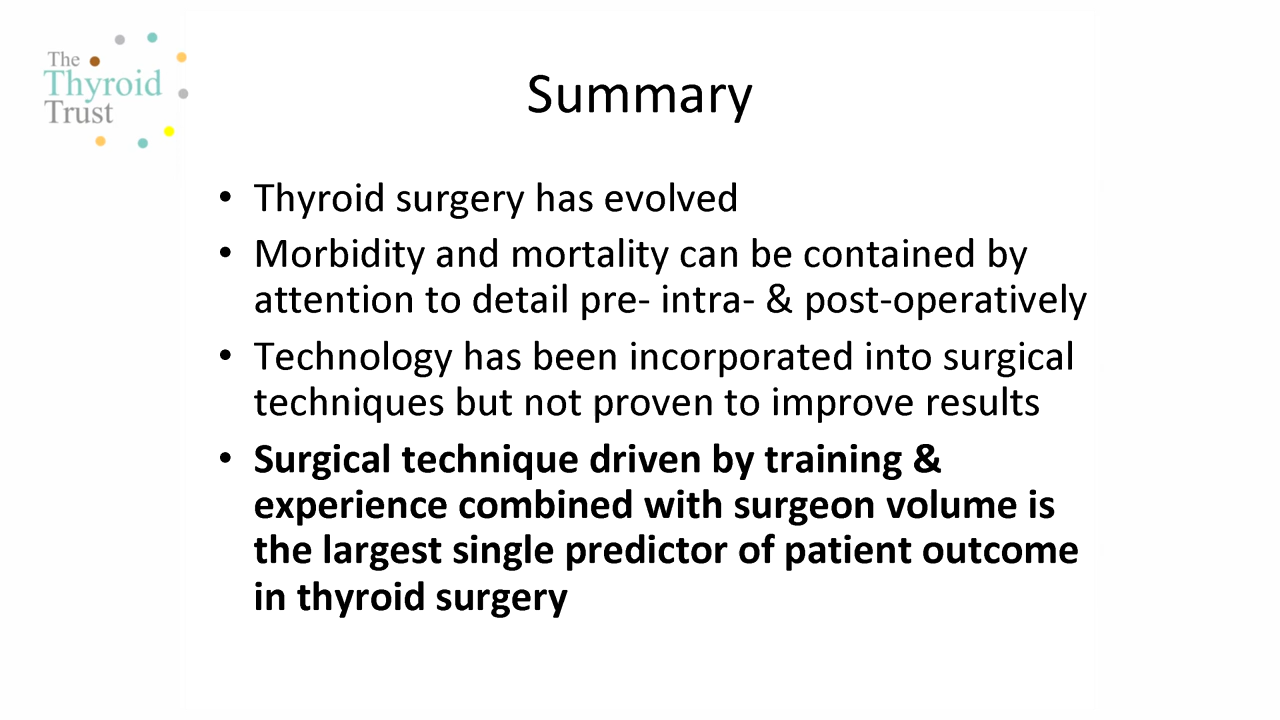 The
Thyroid
Trust
Summary
• Thyroid surgery has evolved
• Morbidity and mortality can be contained by
attention to detail pre- intra- & post-operatively
• Technology has been incorporated into surgical
techniques but not proven to improve results
• Surgical technique driven by training &
experience combined with surgeon volume is
the largest single predictor of patient outcome
in thyroid surgery